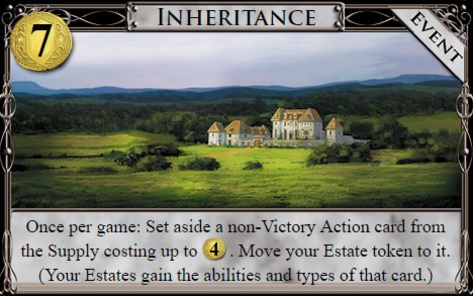 7
INHERITANCE
EVENT
Once per game: Set aside a non-Victory Action card from
the Supply costing up to 4 . Move your Estate token to it.
(Your Estates gain the abilities and types of that card.)